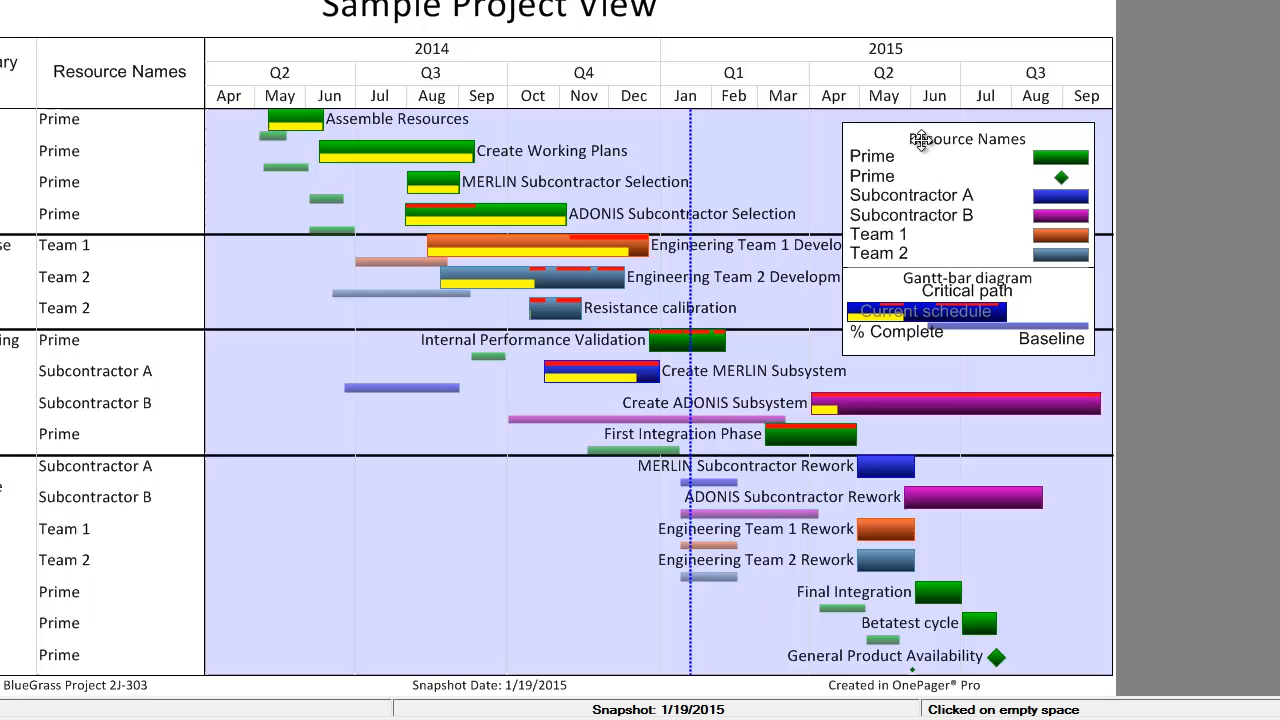 Sample Project View
2014 2015
ary Resource Names Q2 Q3 Q4 Q1 Q2 Q3
Apr May Jun Jul Aug Sep Oct Nov Dec Jan Feb Mar Apr May Jun Jul Aug Sep
Prime Assemble Resources
Prime Create Working Plans
Prime MERLIN Subcontractor Selection
Prime ADONIS Subcontractor Selection
se Team 1 Engineering Team 1 Develo
Team 2 Engineering Team 2 Developm
Team 2 Resistance calibration
ing Prime Internal Performance Validation
Subcontractor A Create MERLIN Subsystem
Subcontractor B Create ADONIS Subsystem
Prime First Integration Phase
Subcontractor A MERLIN Subcontractor Rework
e Subcontractor B ADONIS Subcontractor Rework
Team 1 Engineering Team 1 Rework
Team 2 Engineering Team 2 Rework
Prime Final Integration
Prime Betatest cycle
Prime General Product Availability
Resource Names
Prime
Prime
Subcontractor A
Subcontractor B
Team 1
Team 2
Gantt-bar diagram
Critical path
Current schedule
% Complete
Baseline
BlueGrass Project 2J-303 Snapshot Date: 1/19/2015 Created in OnePager® Pro
Snapshot: 1/19/2015 Clicked on empty space